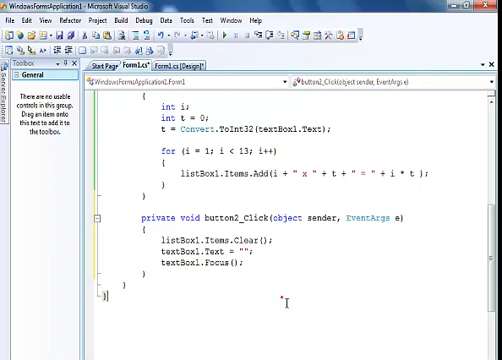 WindowsFormsApplication1 - Microsoft Visual Studio
File Edit View Refactor Project Build Debug Data Tools Test Window Help
Toolbox
Start Page Form1.cs* Form1.cs [Design]*
General
WindowsFormsApplication1.Form1
button2_Click(object sender, EventArgs e)
Server Explorer
There are no usable
controls in this group.
Drag an item onto
this text to add it to
the toolbox.
{
int i;
int t = 0;
t = Convert.ToInt32(textBox1.Text);
for (i = 1; i < 13; i++)
{
listBox1.Items.Add(i + " x " + t + " = " + i * t );
}
}
private void button2_Click(object sender, EventArgs e)
{
listBox1.Items.Clear();
textBox1.Text = "";
textBox1.Focus();
}
}
}